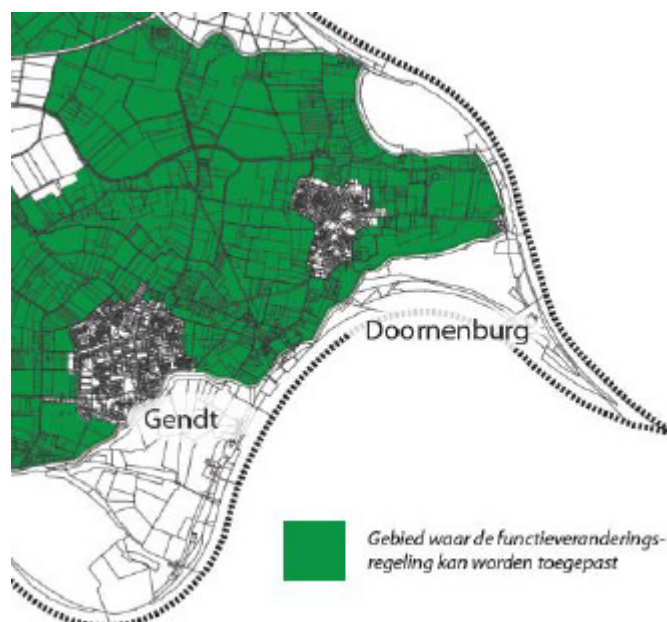 Doornenburg
Gendt
Gebied waar de functieveranderings-
regeling kan worden toegepast